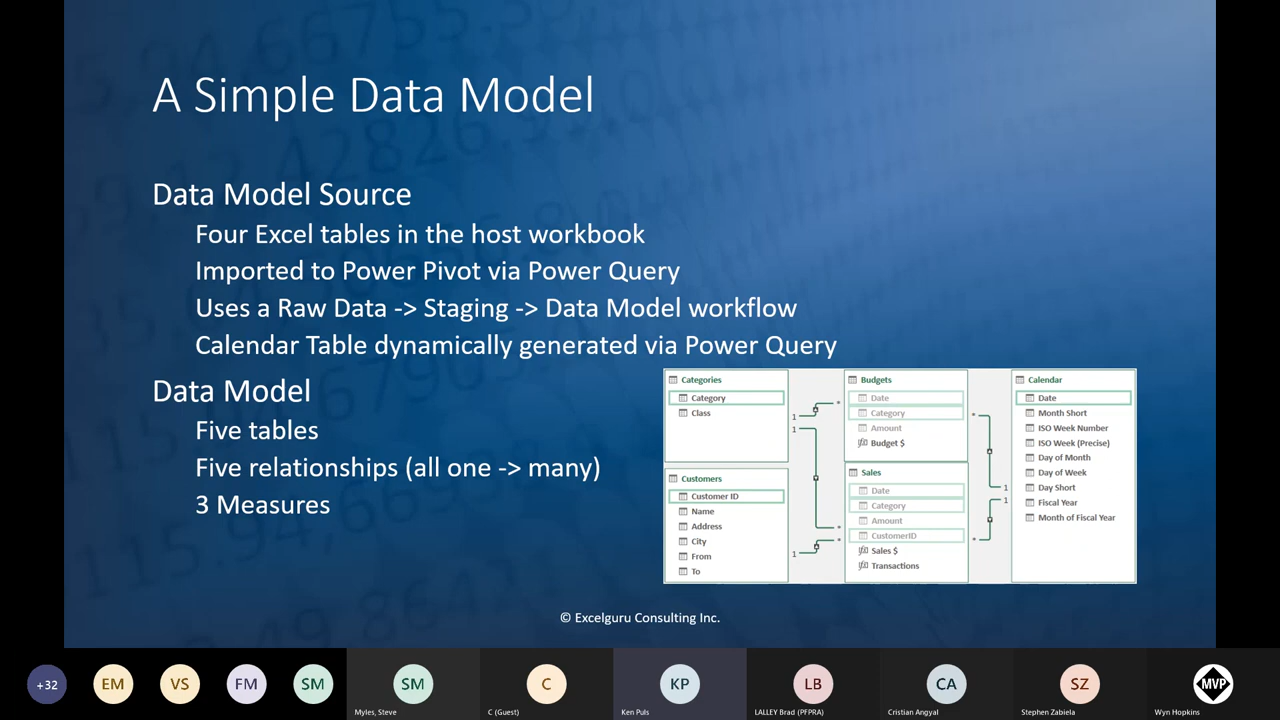 A Simple Data Model
Data Model Source
Four Excel tables in the host workbook
Imported to Power Pivot via Power Query
Uses a Raw Data -> Staging -> Data Model workflow
Calendar Table dynamically generated via Power Query
Data Model
Five tables
Five relationships (all one -> many)
3 Measures
Categories
Category
Class
Customers
Customer ID
Name
Address
City
From
To
1
1
1
*
*
*
Budgets
Date
Category
Amount
Budget $
Sales
Date
Category
Amount
CustomerID
Sales $
Transactions
*
*
1
1
Calendar
Date
Month Short
ISO Week Number
ISO Week (Precise)
Day of Month
Day of Week
Day Short
Fiscal Year
Month of Fiscal Year
© Excelguru Consulting Inc.
+32
EM
VS
FM
SM
SM
Myles, Steve
C
C (Guest)
KP
Ken Puls
LB
LALLEY Brad (PFPRA)
CA
Cristian Angyal
SZ
Stephen Zabiela
MVP
Wyn Hopkins